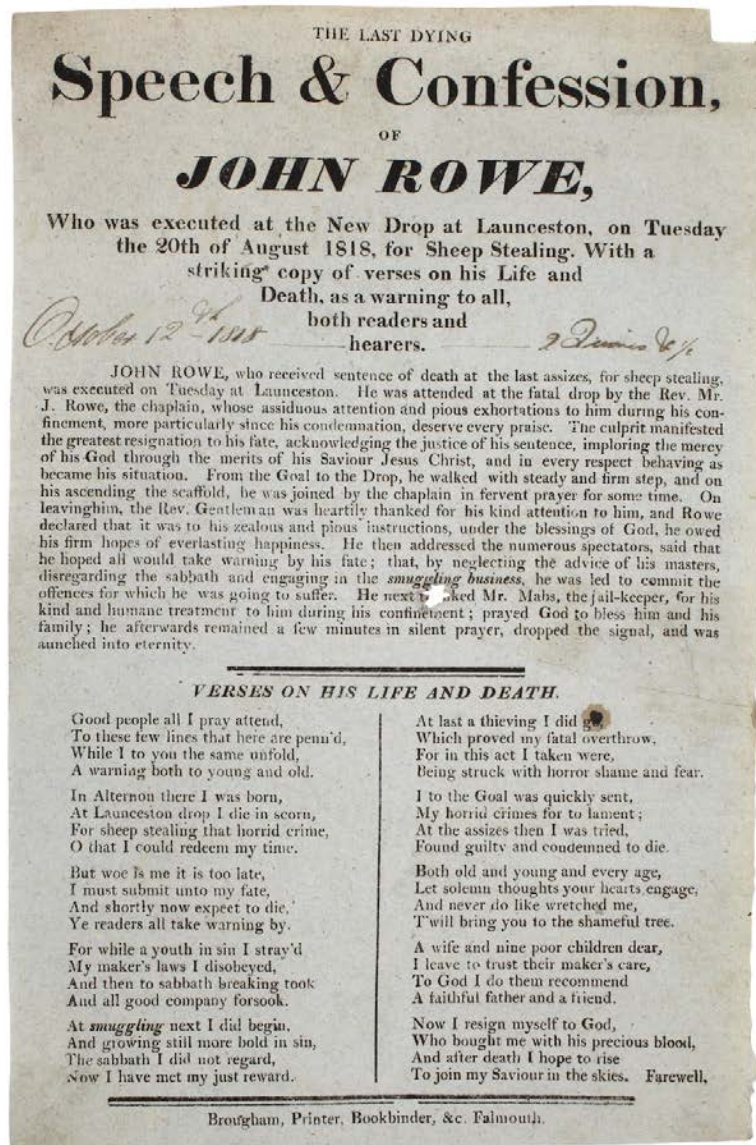 THE LAST DYING
Speech & Confession,
OF
JOHN ROWE,
Who was executed at the New Drop at Launceston, on Tuesday
the 20th of August 1818, for Sheep Stealing. With a
striking copy of verses on his Life and
Death, as a warning to all,
both readers and
October 12th 1818
hearers.
JOHN ROWE, who received sentence of death at the last assizes, for sheep stealing,
was executed on Tuesday at Launceston. He was attended at the fatal drop by the Rev. Mr.
J. Rowe, the chaplain, whose assiduous attention and pious exhortations to him during his con-
finement, more particularly since his condemnation, deserve every praise. The culprit manifested
the greatest resignation to his fate, acknowledging the justice of his sentence, imploring the mercy
of his God through the merits of his Saviour Jesus Christ, and in every respect behaving as
became his situation. From the Goal to the Drop, he walked with steady and firm step, and on
his ascending the scaffold, he was joined by the chaplain in fervent prayer for some time. On
leavinghim, the Rev. Gentleman was heartily thanked for his kind attention to him, and Rowe
declared that it was to his zealous and pious instructions, under the blessings of God, he owed
his firm hopes of everlasting happiness. He then addressed the numerous spectators, said that
he hoped all would take warning by his fate; that, by neglecting the advice of his masters,
disregarding the sabbath and engaging in the smuggling business, he was led to commit the
offences for which he was going to suffer. He next Mr. Mabs, the jail-keeper, for his
kind and humane treatment to him during his confinement; prayed God to bless him and his
family; he afterwards remained a few minutes in silent prayer, dropped the signal, and was
aunched into eternity.
VERSES ON HIS LIFE AND DEATH.
Good people all I pray attend,
To these few lines that here are penn'd,
While I to you the same unfold,
A warning both to young and old.
In Alternon there I was born,
At Launceston drop I die in scorn,
For sheep stealing that horrid crime,
O that I could redeem my time.
But woe is me it is too late,
I must submit unto my fate,
And shortly now expect to die,
Ye readers all take warning by.
For while a youth in sin I stray'd
My maker's laws I disobeyed,
And then to sabbath breaking took
And all good company forsook.
At smuggling next I did begin,
And growing still more bold in sin,
The sabbath I did not regard,
Now I have met my just reward.
At last a thieving I did go,
Which proved my fatal overthrow,
For in this act I taken were,
Being struck with horror shame and fear.
I to the Goal was quickly sent,
My horrid crimes for to lament;
At the assizes then I was tried,
Found guilty and condemned to die.
Both old and young and every age,
Let solemn thoughts your hearts engage,
And never do like wretched me,
T'will bring you to the shameful tree.
A wife and nine poor children dear,
I leave to trust their maker's care,
To God I do them recommend
A faithful father and a friend.
Now I resign myself to God,
Who bought me with his precious blood,
And after death I hope to rise
To join my Saviour in the skies. Farewell.
Brougham, Printer, Bookbinder, &c. Falmouth.